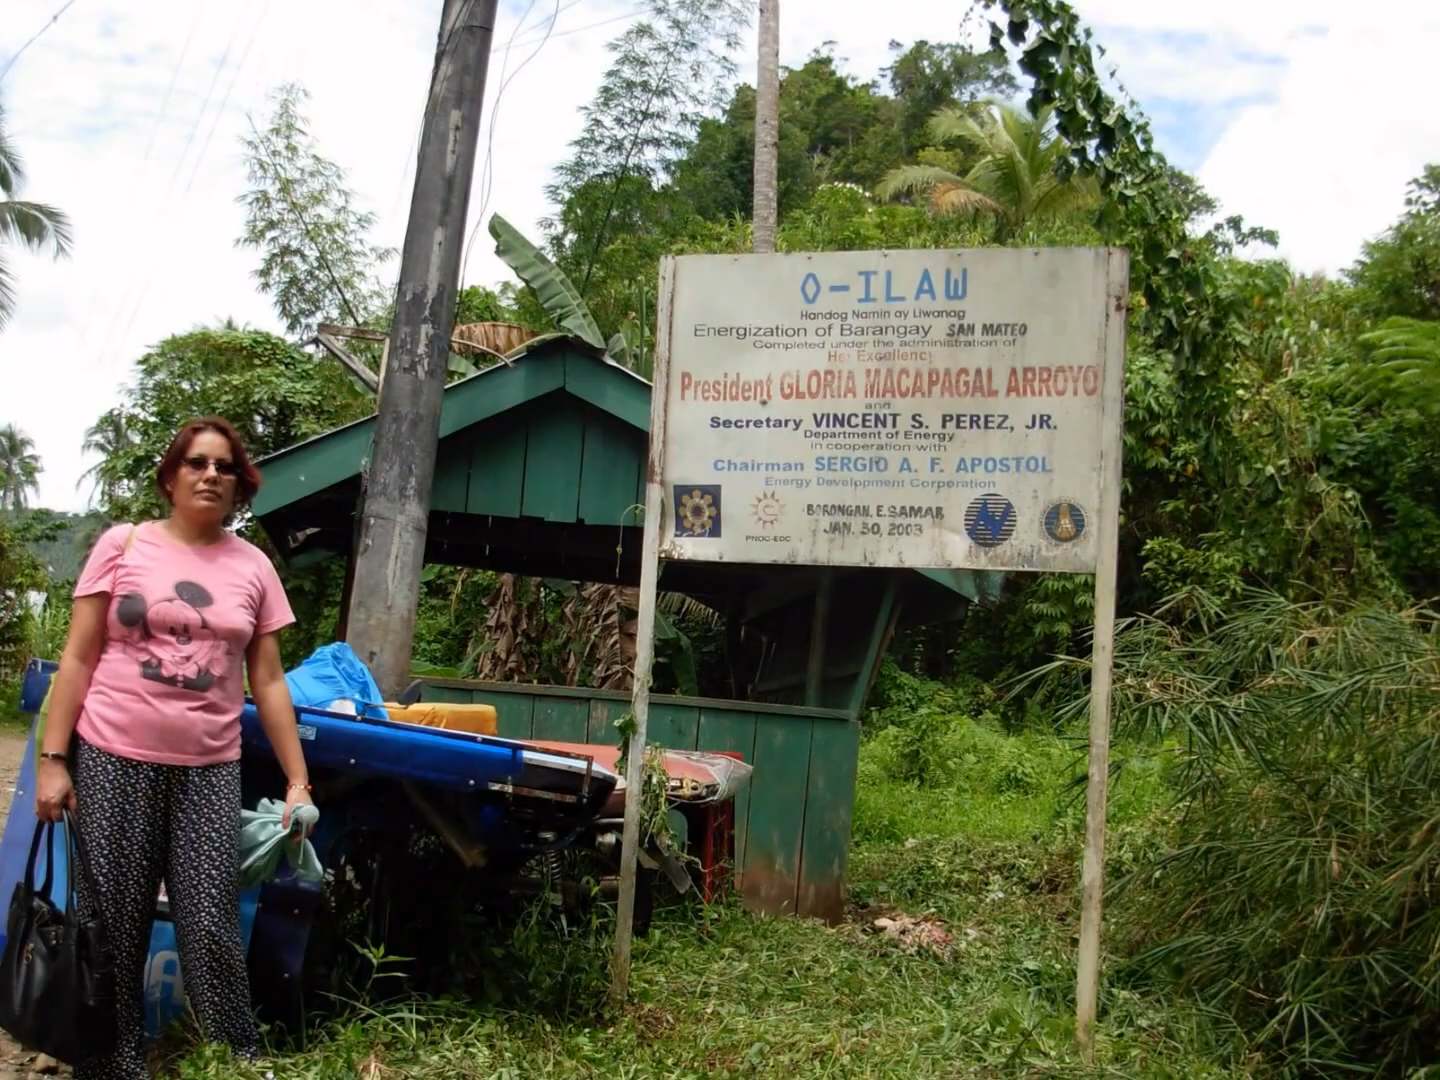 O-ILAW
Handog Namin ay Liwanag
Energization of Barangay SAN MATEO
Completed under the administration of
Her Excellency
President GLORIA MACAPAGAL ARROYO
and
Secretary VINCENT S. PEREZ, JR.
Department of Energy
in cooperation with
Chairman SERGIO A. F. APOSTOL
Energy Development Corporation
BORONGAN, E.SAMAR
JAN. 30, 2003
PNOC-EDC